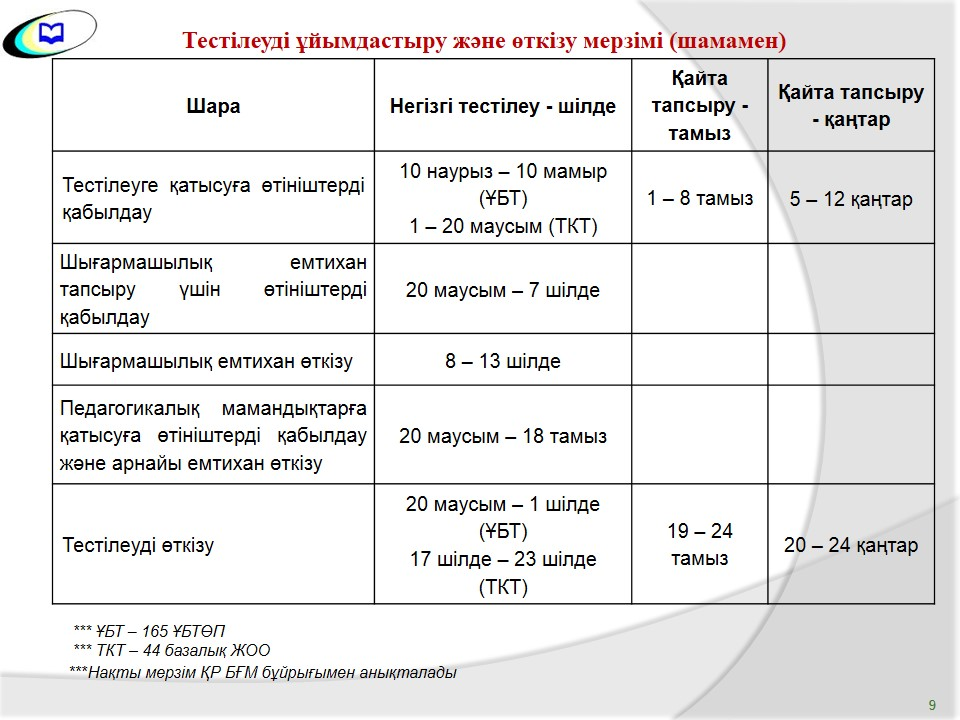 Тестілеуді ұйымдастыру және өткізу мерзімі (шамамен)
Шара
Негізгі тестілеу - шілде
Қайта
тапсыру -
тамыз
Қайта тапсыру
- қаңтар
Тестілеуге қатысуға өтініштерді
қабылдау
10 наурыз – 10 мамыр
(ҰБТ)
1 – 20 маусым (ТКТ)
1 – 8 тамыз
5 – 12 қаңтар
Шығармашылық емтихан
тапсыру үшін өтініштерді
қабылдау
20 маусым – 7 шілде
Шығармашылық емтихан өткізу
8 – 13 шілде
Педагогикалық мамандықтарға
қатысуға өтініштерді қабылдау
және арнайы емтихан өткізу
20 маусым – 18 тамыз
Тестілеуді өткізу
20 маусым – 1 шілде
(ҰБТ)
17 шілде – 23 шілде
(ТКТ)
19 – 24
тамыз
20 – 24 қаңтар
*** ҰБТ – 165 ҰБТӨП
*** ТКТ – 44 базалық ЖОО
***Нақты мерзім ҚР БҒМ бұйрығымен анықталады
9